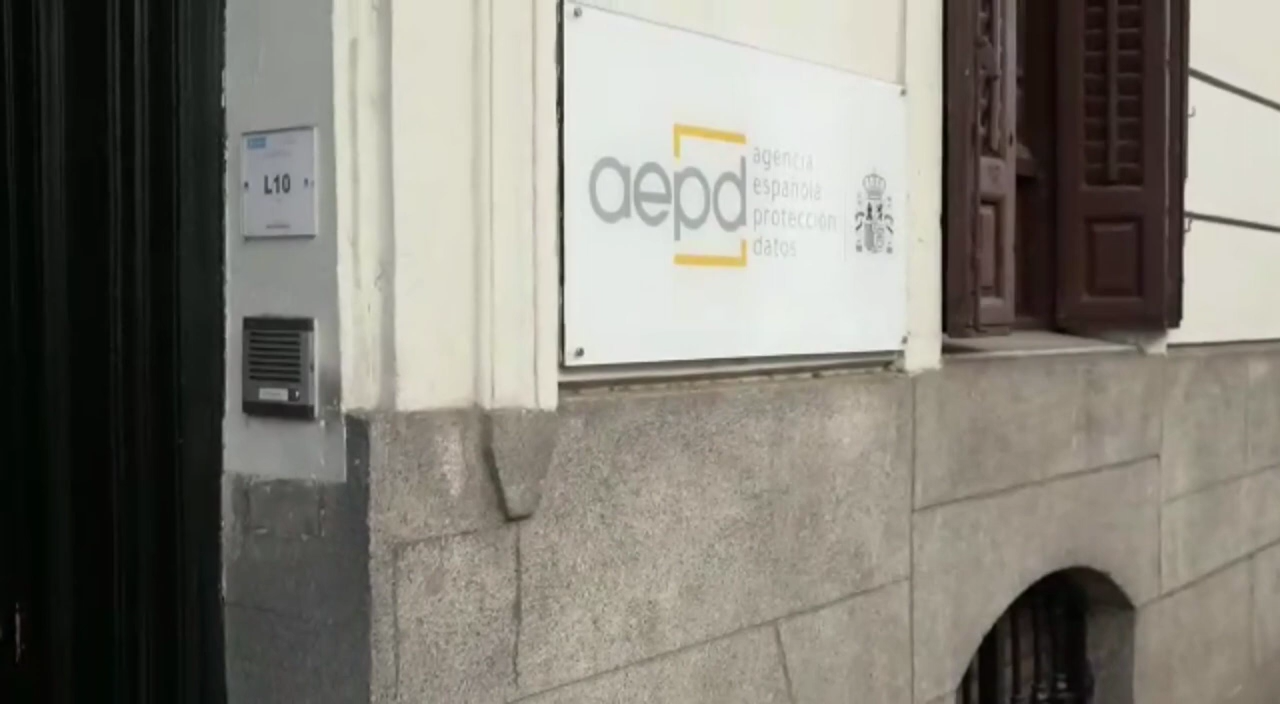 L10
aepd
agencia
española
protección
datos